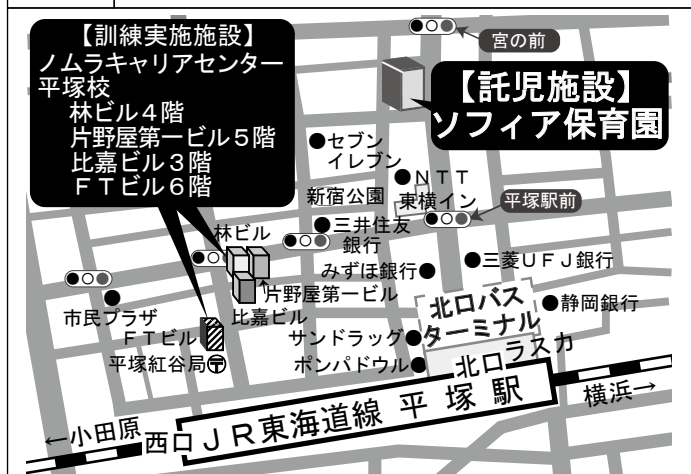 【訓練実施施設】
ノムラキャリアセンター
平塚校
林ビル４階
片野屋第一ビル５階
比嘉ビル３階
ＦＴビル６階
宮の前
【託児施設】
ソフィア保育園
●セブン
イレブン
●ＮＴＴ
新宿公園
東横イン
平塚駅前
●三井住友
銀行
林ビル
みずほ銀行●
●三菱ＵＦＪ銀行
片野屋第一ビル
比嘉ビル
市民プラザ
ＦＴビル
平塚紅谷局〒
北口バス
ターミナル
●静岡銀行
サンドラッグ●
ポンパドウル●
北口
ラスカ
横浜→
←小田原
西口
ＪＲ東海道線 平 塚 駅